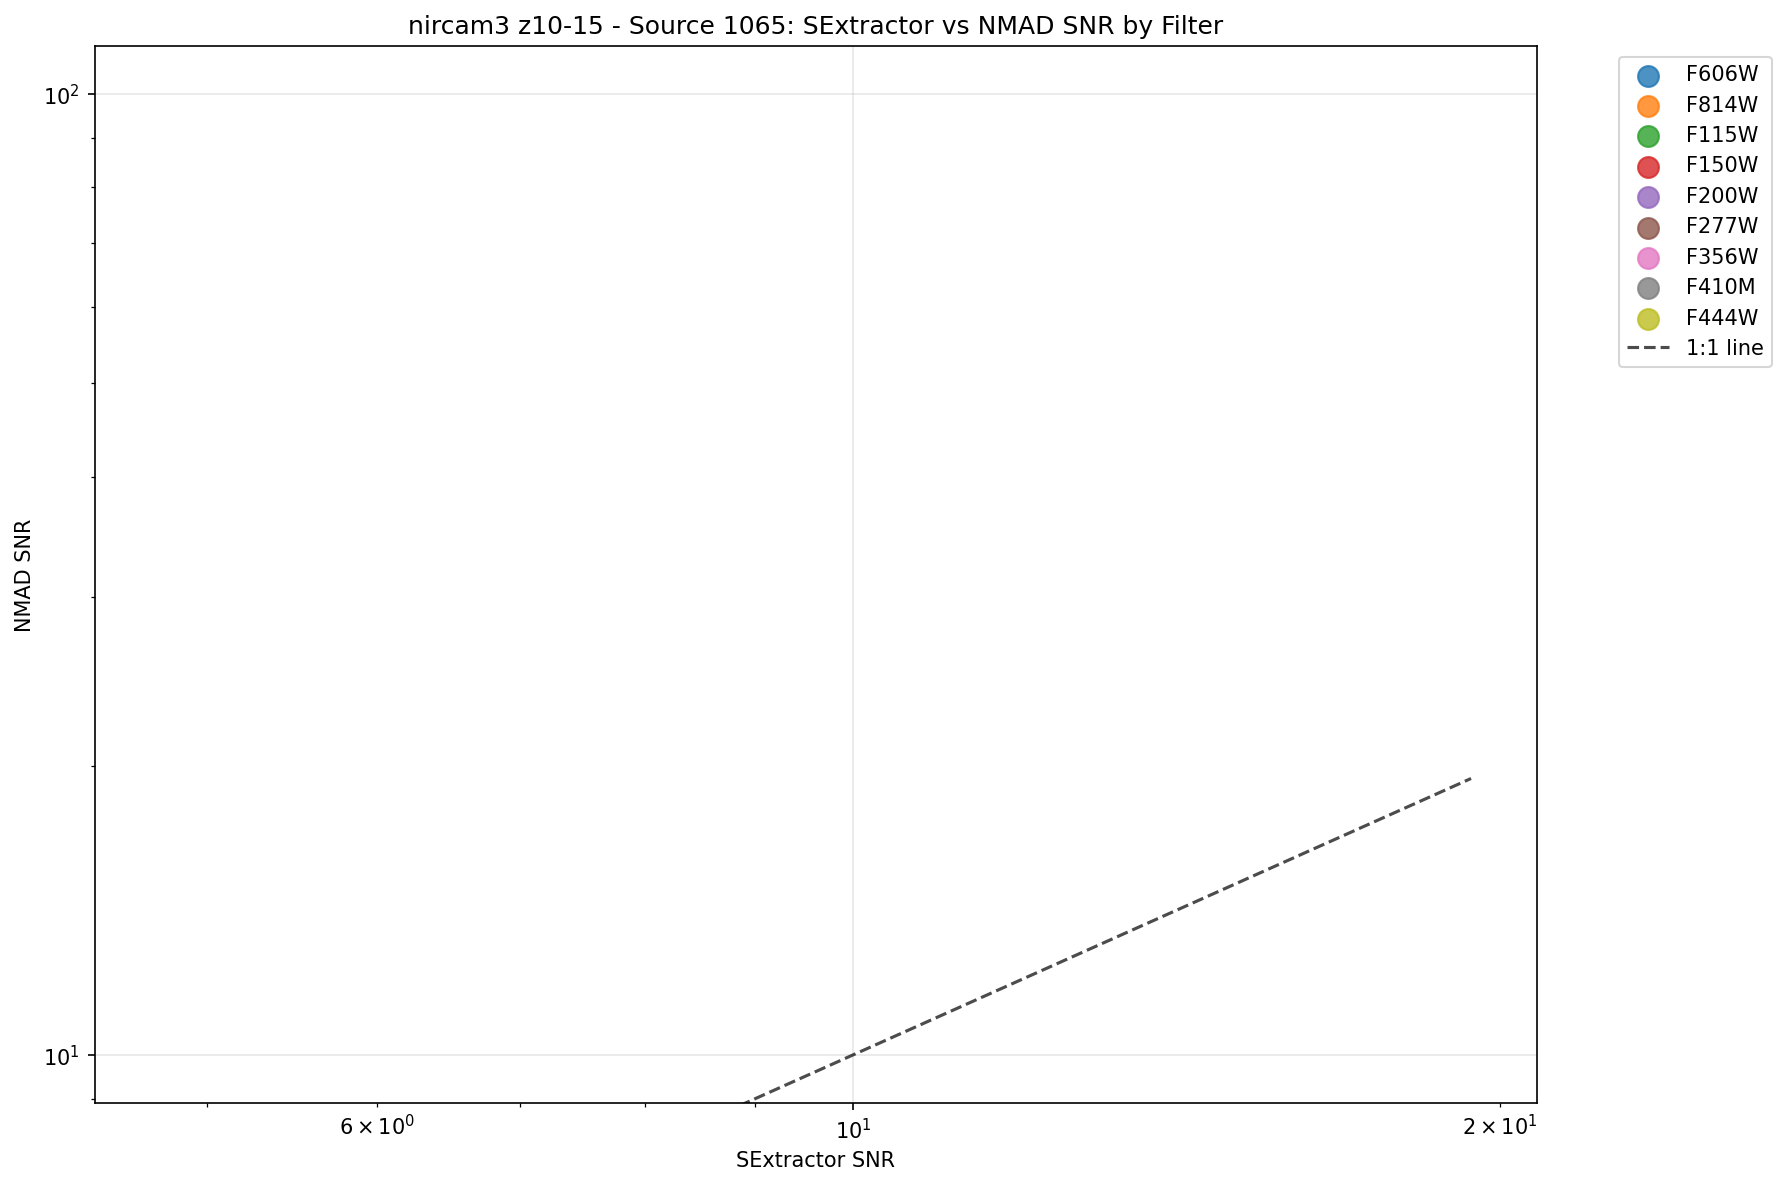 nircam3 z10-15 - Source 1065: SExtractor vs NMAD SNR by Filter
10²
10¹
NMAD SNR
6 × 10⁰
10¹
2 × 10¹
SExtractor SNR
F606W
F814W
F115W
F150W
F200W
F277W
F356W
F410M
F444W
1:1 line